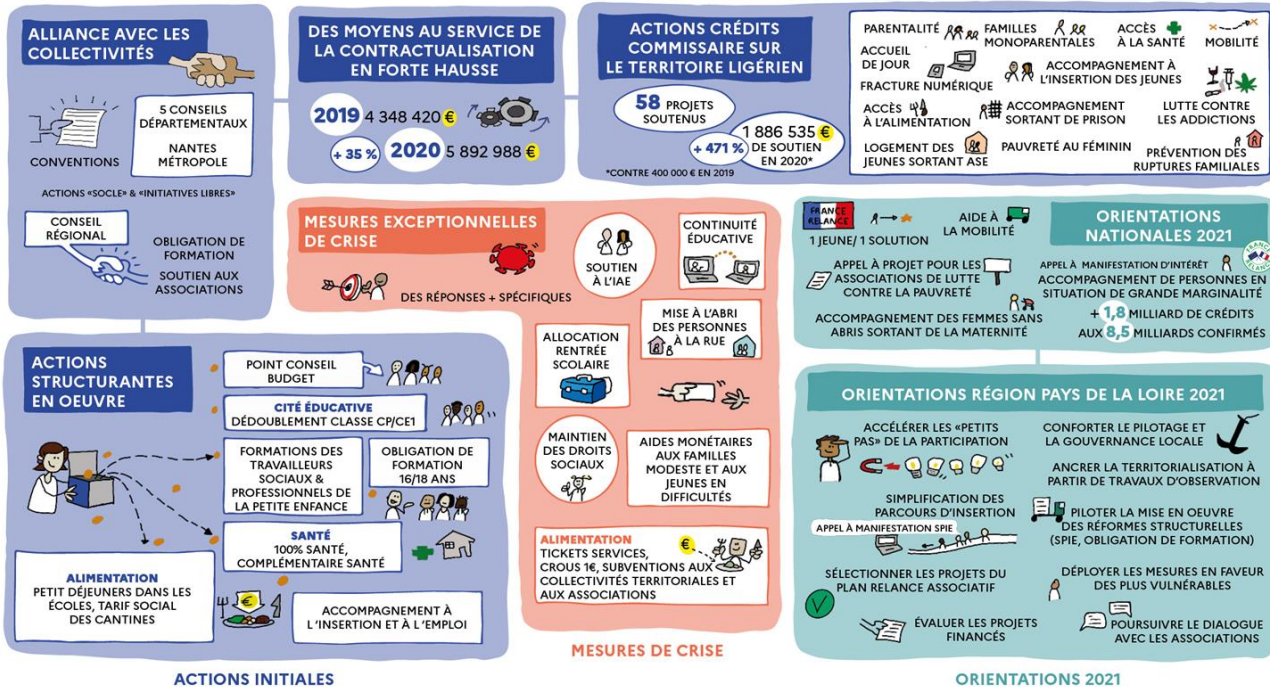 ALLIANCE AVEC LES
COLLECTIVITÉS
5 CONSEILS
DÉPARTEMENTAUX
NANTES
MÉTROPOLE
CONVENTIONS
ACTIONS «SOCLE» & «INITIATIVES LIBRES»
CONSEIL
RÉGIONAL
OBLIGATION DE
FORMATION
SOUTIEN AUX
ASSOCIATIONS
DES MOYENS AU SERVICE DE
LA CONTRACTUALISATION
EN FORTE HAUSSE
2019 4 348 420 €
+ 35 % 2020 5 892 988 €
ACTIONS CRÉDITS
COMMISSAIRE SUR
LE TERRITOIRE LIGÉRIEN
58 PROJETS
SOUTENUS
+ 471 %
1 886 535 €
DE SOUTIEN
EN 2020*
*CONTRE 400 000 € EN 2019
PARENTALITÉ
FAMILLES
MONOPARENTALES
ACCÈS
À LA SANTÉ
MOBILITÉ
ACCUEIL
DE JOUR
FRACTURE NUMÉRIQUE
ACCOMPAGNEMENT À
L'INSERTION DES JEUNES
ACCÈS
À L'ALIMENTATION
ACCOMPAGNEMENT
SORTANT DE PRISON
LUTTE CONTRE
LES ADDICTIONS
LOGEMENT DES
JEUNES SORTANT ASE
PAUVRETÉ AU FÉMININ
PRÉVENTION DES
RUPTURES FAMILIALES
ACTIONS
STRUCTURANTES
EN OEUVRE
POINT CONSEIL
BUDGET
CITÉ ÉDUCATIVE
DÉDOUBLEMENT CLASSE CP/CE1
FORMATIONS DES
TRAVAILLEURS
SOCIAUX &
PROFESSIONNELS DE
LA PETITE ENFANCE
OBLIGATION DE
FORMATION
16/18 ANS
SANTÉ
100% SANTÉ,
COMPLÉMENTAIRE SANTÉ
ALIMENTATION
PETIT DÉJEUNERS DANS LES
ÉCOLES, TARIF SOCIAL
DES CANTINES
€
ACCOMPAGNEMENT À
L'INSERTION ET À L'EMPLOI
ACTIONS INITIALES
MESURES EXCEPTIONNELLES
DE CRISE
DES RÉPONSES + SPÉCIFIQUES
SOUTIEN
À L'IAE
CONTINUITÉ
ÉDUCATIVE
MISE À L'ABRI
DES PERSONNES
À LA RUE
ALLOCATION
RENTRÉE
SCOLAIRE
MAINTIEN
DES DROITS
SOCIAUX
AIDES MONÉTAIRES
AUX FAMILLES
MODESTE ET AUX
JEUNES EN
DIFFICULTÉS
ALIMENTATION
€
TICKETS SERVICES,
CROUS 1€, SUBVENTIONS AUX
COLLECTIVITÉS TERRITORIALES ET
AUX ASSOCIATIONS
MESURES DE CRISE
FRANCE
RELANCE
1 JEUNE/ 1 SOLUTION
AIDE À
LA MOBILITÉ
APPEL À PROJET POUR LES
ASSOCIATIONS DE LUTTE
CONTRE LA PAUVRETÉ
ACCOMPAGNEMENT DES FEMMES SANS
ABRIS SORTANT DE LA MATERNITÉ
ORIENTATIONS
NATIONALES 2021
FRANCE
RELANCE
APPEL À MANIFESTATION D'INTÉRÊT
ACCOMPAGNEMENT DE PERSONNES EN
SITUATION DE GRANDE MARGINALITÉ
+ 1,8 MILLIARD DE CRÉDITS
AUX 8,5 MILLIARDS CONFIRMÉS
ORIENTATIONS RÉGION PAYS DE LA LOIRE 2021
ACCÉLÉRER LES «PETITS
PAS» DE LA PARTICIPATION
SIMPLIFICATION DES
PARCOURS D'INSERTION
APPEL À MANIFESTATION SPIE
SÉLECTIONNER LES PROJETS DU
PLAN RELANCE ASSOCIATIF
ÉVALUER LES PROJETS
FINANCÉS
CONFORTER LE PILOTAGE ET
LA GOUVERNANCE LOCALE
ANCRER LA TERRITORIALISATION À
PARTIR DE TRAVAUX D'OBSERVATION
PILOTER LA MISE EN OEUVRE
DES RÉFORMES STRUCTURELLES
(SPIE, OBLIGATION DE FORMATION)
DÉPLOYER LES MESURES EN FAVEUR
DES PLUS VULNÉRABLES
POURSUIVRE LE DIALOGUE
AVEC LES ASSOCIATIONS
ORIENTATIONS 2021